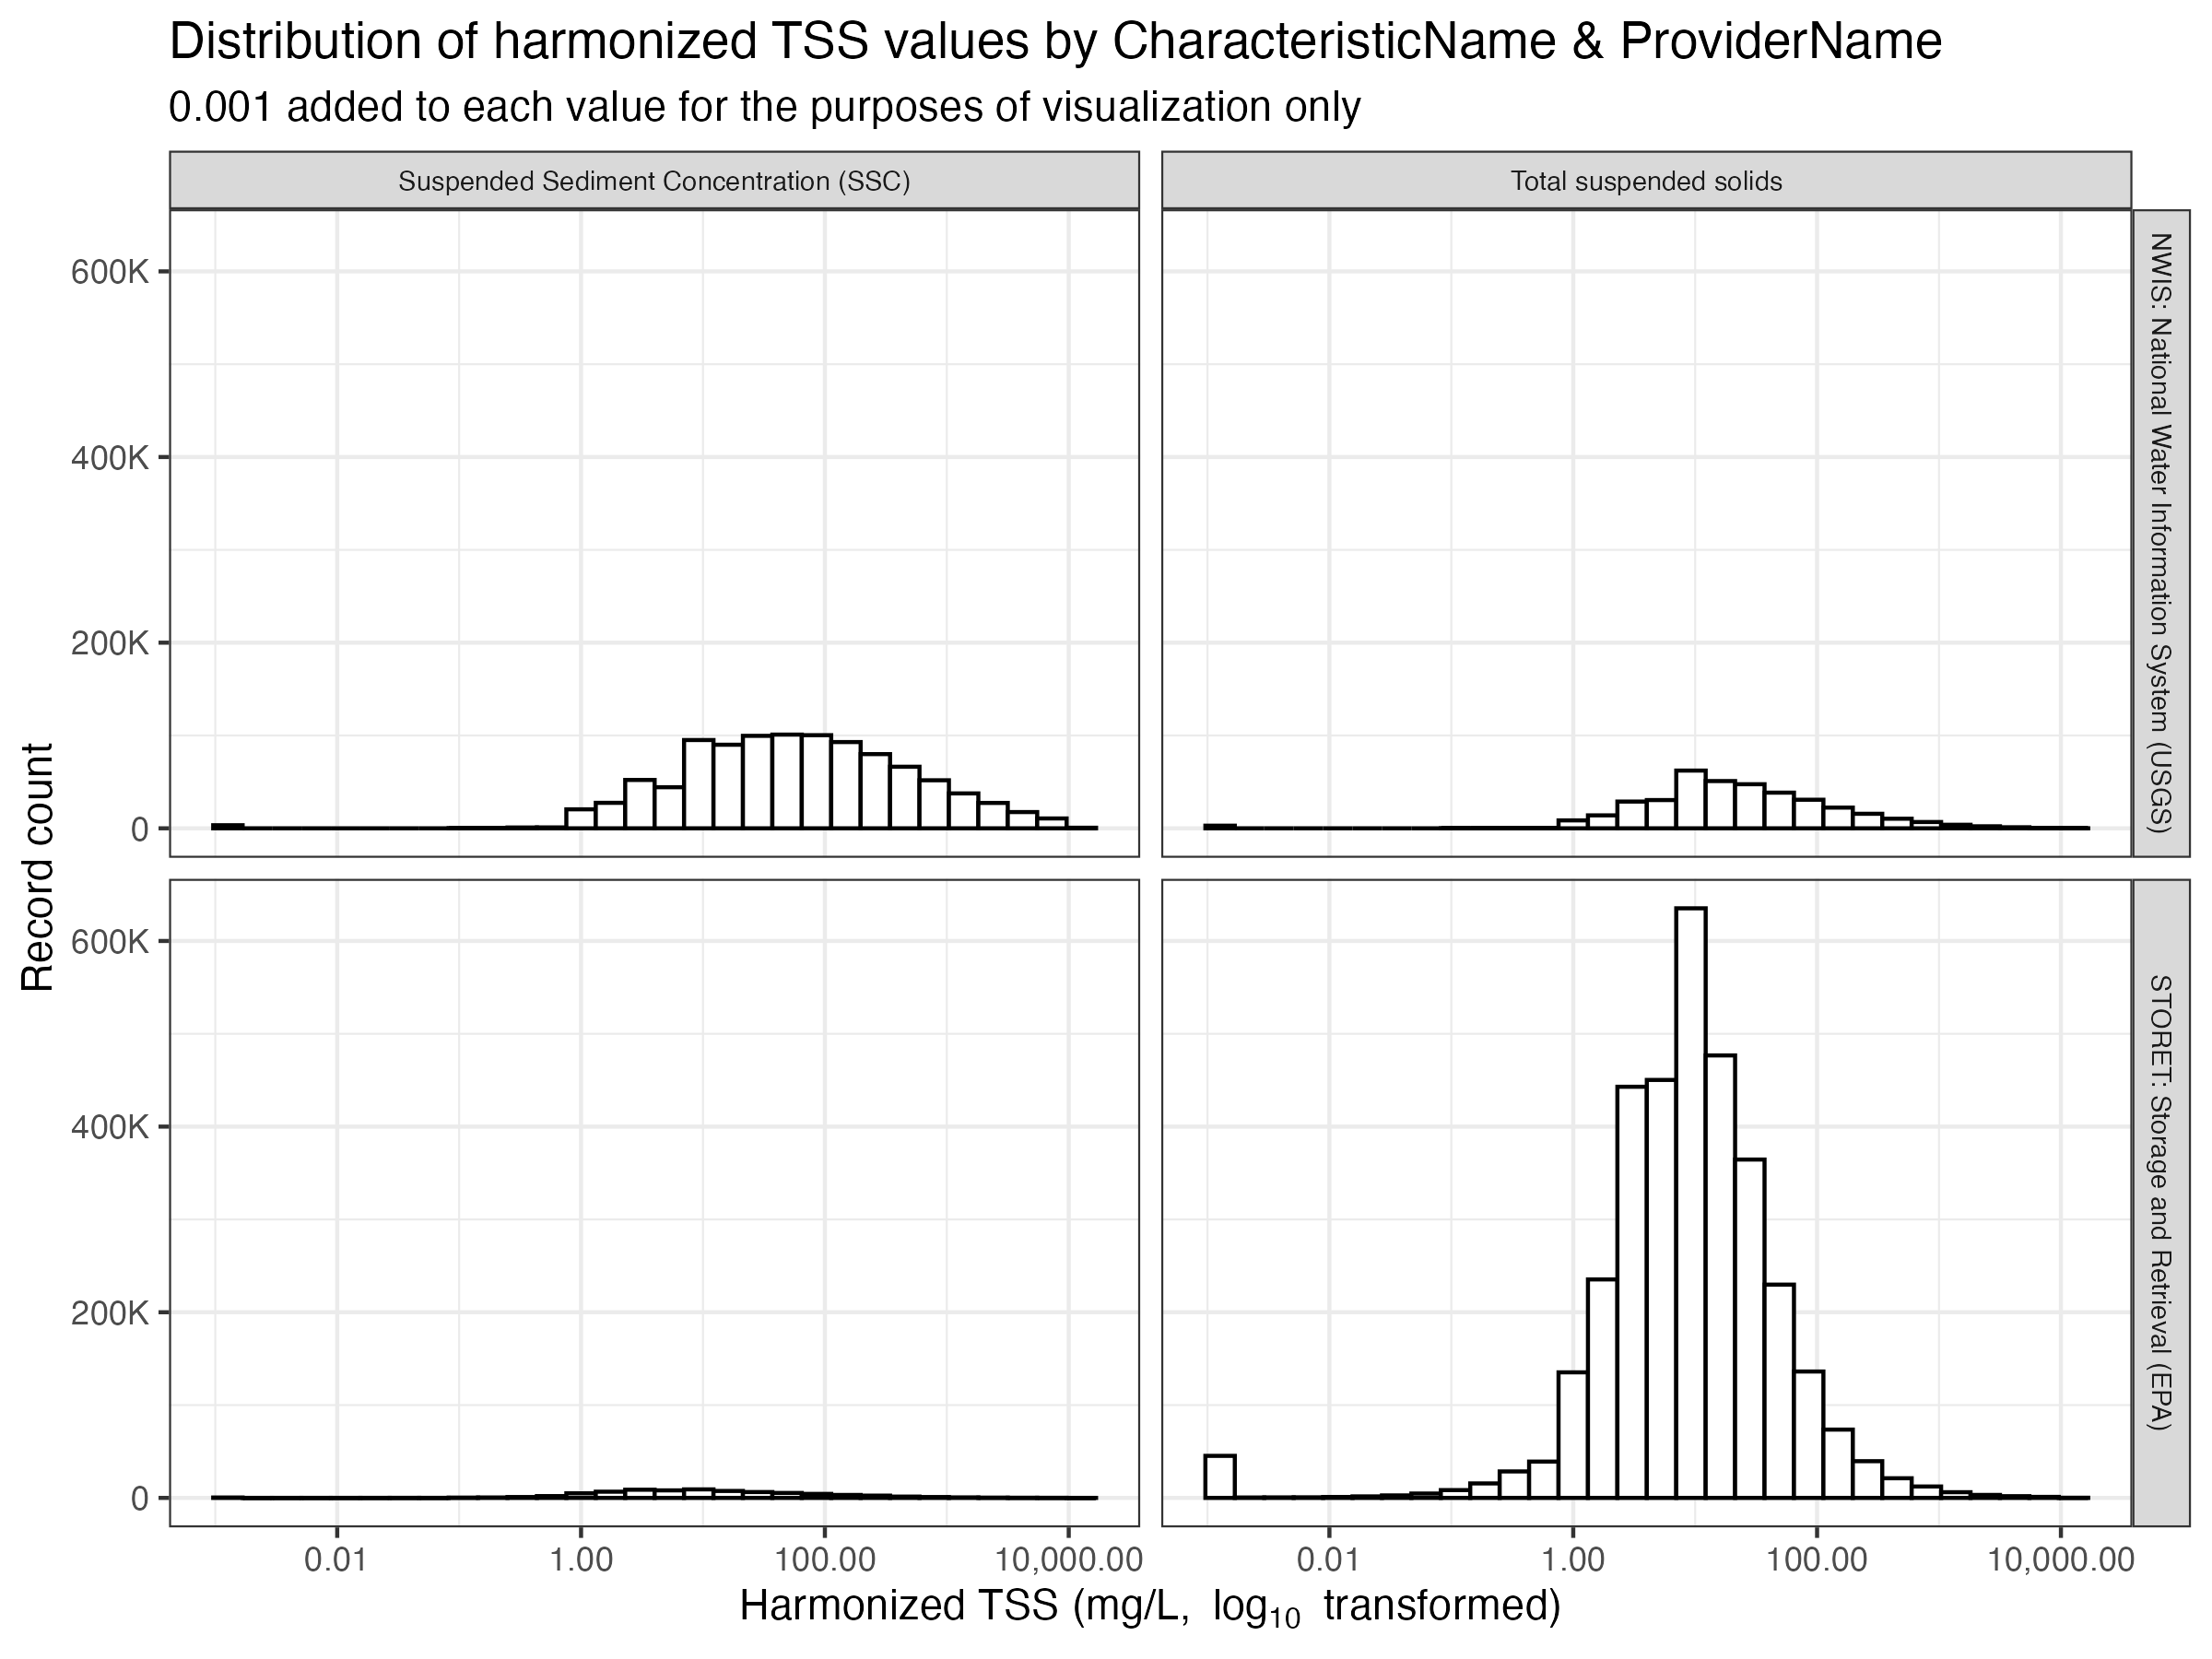 Distribution of harmonized TSS values by CharacteristicName & ProviderName
0.001 added to each value for the purposes of visualization only
Suspended Sediment Concentration (SSC)
Total suspended solids
600K
400K
200K
0
NWIS: National Water Information System (USGS)
Record count
600K
400K
200K
0
STORET: Storage and Retrieval (EPA)
0.01 1.00 100.00 10,000.00
0.01 1.00 100.00 10,000.00
Harmonized TSS (mg/L, log10 transformed)